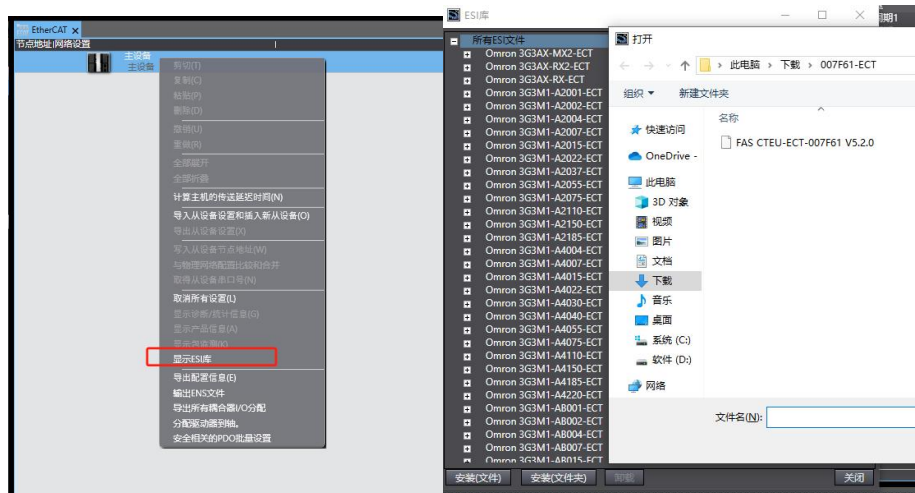 EtherCAT ×
节点地址|网络设置
主设备
主设备
剪切(T)
复制(C)
粘贴(P)
删除(D)
撤销(U)
重做(R)
全部展开
全部折叠
计算主机的传送延迟时间(N)
导入从设备设置和插入新从设备(O)
导出从设备设置(X)
写入从设备节点地址(W)
与物理网络配置比较和合并
取得从设备串口号(N)
取消所有设置(L)
显示诊断/统计信息(G)
显示产品信息(A)
显示ESI库
导出配置信息(E)
输出ENS文件
导出所有耦合器I/O分配
分配驱动器到轴。
安全相关的PDO批量设置
ESI库
所有ESI文件
Omron 3G3AX-MX2-ECT
Omron 3G3AX-RX2-ECT
Omron 3G3AX-RX-ECT
Omron 3G3M1-A2001-ECT
Omron 3G3M1-A2002-ECT
Omron 3G3M1-A2004-ECT
Omron 3G3M1-A2007-ECT
Omron 3G3M1-A2015-ECT
Omron 3G3M1-A2022-ECT
Omron 3G3M1-A2037-ECT
Omron 3G3M1-A2055-ECT
Omron 3G3M1-A2075-ECT
Omron 3G3M1-A2110-ECT
Omron 3G3M1-A2150-ECT
Omron 3G3M1-A2185-ECT
Omron 3G3M1-A4004-ECT
Omron 3G3M1-A4007-ECT
Omron 3G3M1-A4015-ECT
Omron 3G3M1-A4022-ECT
Omron 3G3M1-A4030-ECT
Omron 3G3M1-A4040-ECT
Omron 3G3M1-A4055-ECT
Omron 3G3M1-A4075-ECT
Omron 3G3M1-A4110-ECT
Omron 3G3M1-A4150-ECT
Omron 3G3M1-A4185-ECT
Omron 3G3M1-A4220-ECT
Omron 3G3M1-AB001-ECT
Omron 3G3M1-AB002-ECT
Omron 3G3M1-AB004-ECT
Omron 3G3M1-AB007-ECT
Omron 3G3M1-AB015-ECT
安装(文件)
安装(文件夹)
卸载
关闭
期1
打开
此电脑 › 下载 › 007F61-ECT
组织
新建文件夹
名称
快速访问
OneDrive -
此电脑
3D 对象
视频
图片
文档
下载
音乐
桌面
系统 (C:)
软件 (D:)
网络
FAS CTEU-ECT-007F61 V5.2.0
文件名(N):